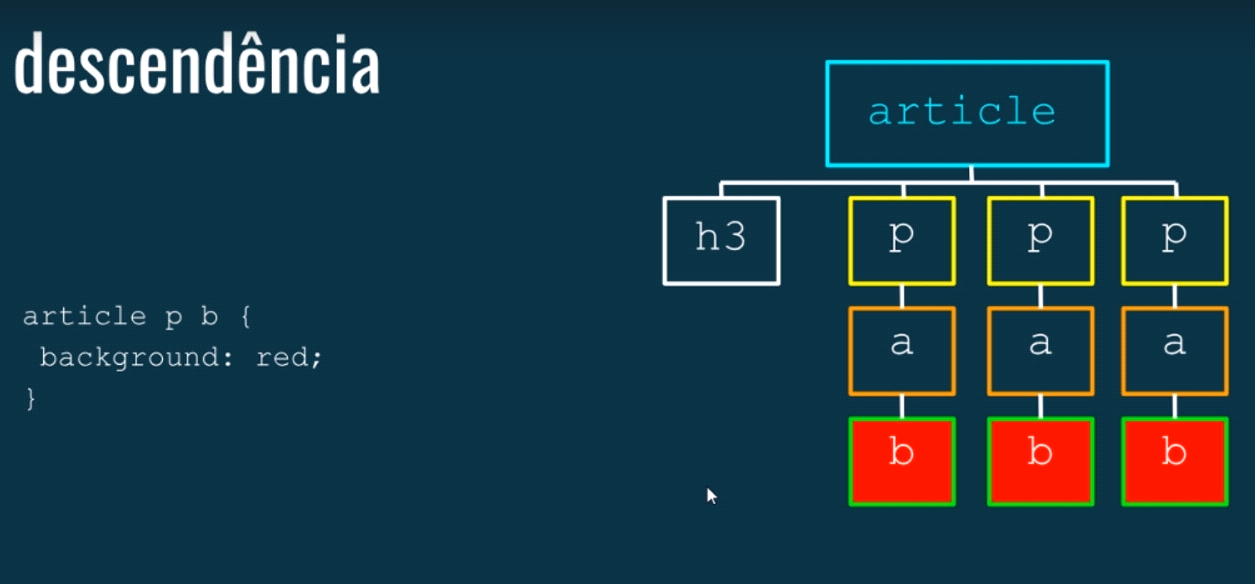 descendência
article
h3 p p p
a a a
b b b
article p b {
background: red;
}